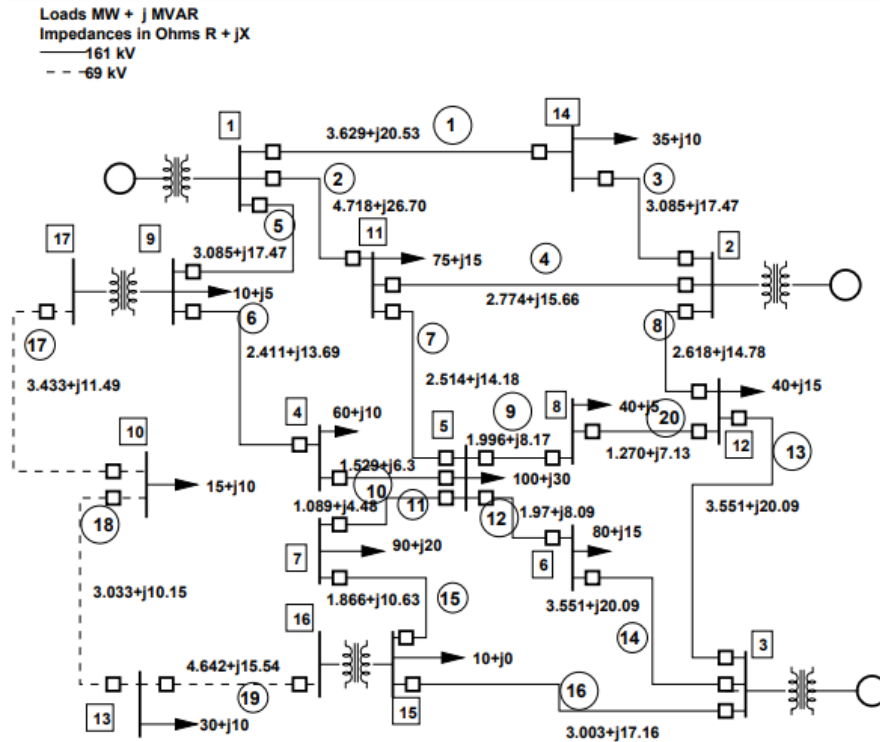 Loads MW + j MVAR
Impedances in Ohms R + jX
161 kV
69 kV
1
3.629+j20.53
1
14
35+j10
2
4.718+j26.70
3
3.085+j17.47
5
3.085+j17.47
17
9
11
75+j15
4
2.774+j15.66
2
10+j5
6
2.411+j13.69
7
2.514+j14.18
8
2.618+j14.78
17
3.433+j11.49
4
60+j10
5
9
1.996+j8.17
8
40+j5
20
1.270+j7.13
40+j15
12
13
10
15+j10
1.529+j6.3
10
100+j30
18
1.089+j4.48
11
12
1.97+j8.09
3.551+j20.09
7
90+j20
6
80+j15
3.033+j10.15
1.866+j10.63
15
3.551+j20.09
14
16
3
4.642+j15.54
19
10+j0
16
13
30+j10
15
3.003+j17.16